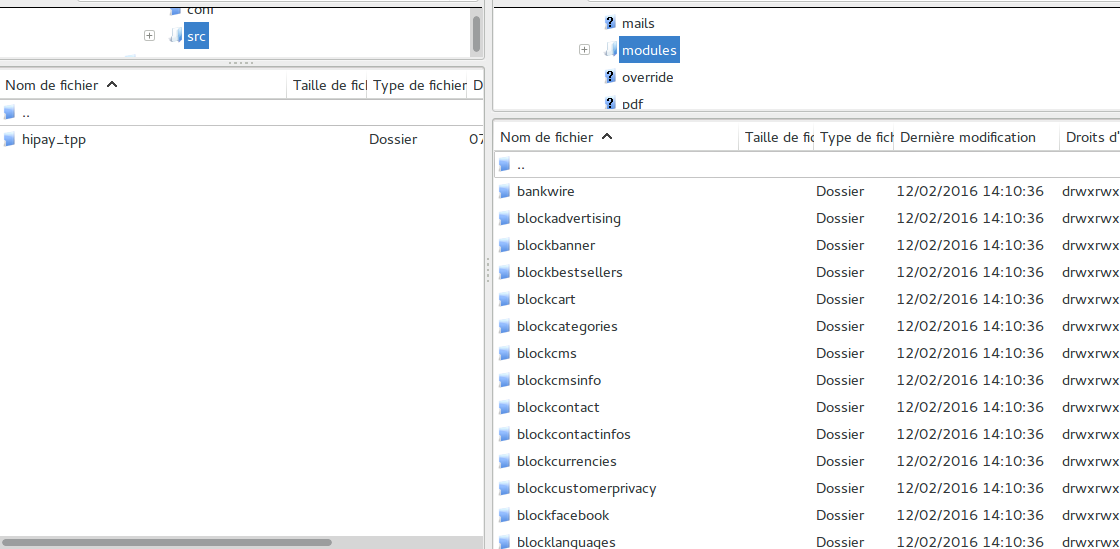 conf
src
Nom de fichier Taille de fich Type de fichier D
..
hipay_tpp Dossier 07
mails
modules
override
pdf
Nom de fichier Taille de fic Type de fich Dernière modification Droits d'
..
bankwire Dossier 12/02/2016 14:10:36 drwxrwx
blockadvertising Dossier 12/02/2016 14:10:36 drwxrwx
blockbanner Dossier 12/02/2016 14:10:36 drwxrwx
blockbestsellers Dossier 12/02/2016 14:10:36 drwxrwx
blockcart Dossier 12/02/2016 14:10:36 drwxrwx
blockcategories Dossier 12/02/2016 14:10:36 drwxrwx
blockcms Dossier 12/02/2016 14:10:36 drwxrwx
blockcmsinfo Dossier 12/02/2016 14:10:36 drwxrwx
blockcontact Dossier 12/02/2016 14:10:36 drwxrwx
blockcontactinfos Dossier 12/02/2016 14:10:36 drwxrwx
blockcurrencies Dossier 12/02/2016 14:10:36 drwxrwx
blockcustomerprivacy Dossier 12/02/2016 14:10:36 drwxrwx
blockfacebook Dossier 12/02/2016 14:10:36 drwxrwx
blocklanguages Dossier 12/02/2016 14:10:36 drwxrwx